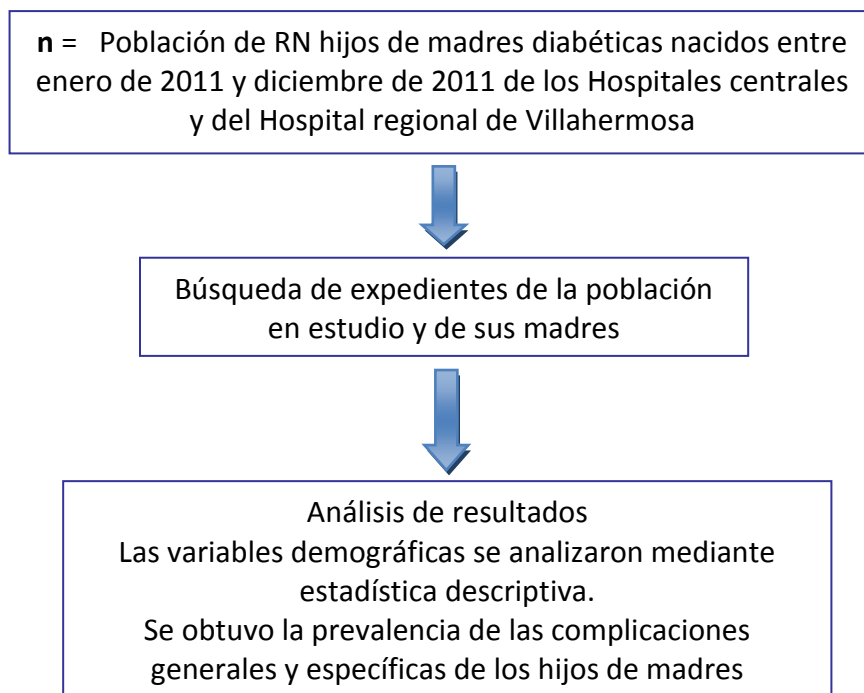 n = Población de RN hijos de madres diabéticas nacidos entre
enero de 2011 y diciembre de 2011 de los Hospitales centrales
y del Hospital regional de Villahermosa
Búsqueda de expedientes de la población
en estudio y de sus madres
Análisis de resultados
Las variables demográficas se analizaron mediante
estadística descriptiva.
Se obtuvo la prevalencia de las complicaciones
generales y específicas de los hijos de madres